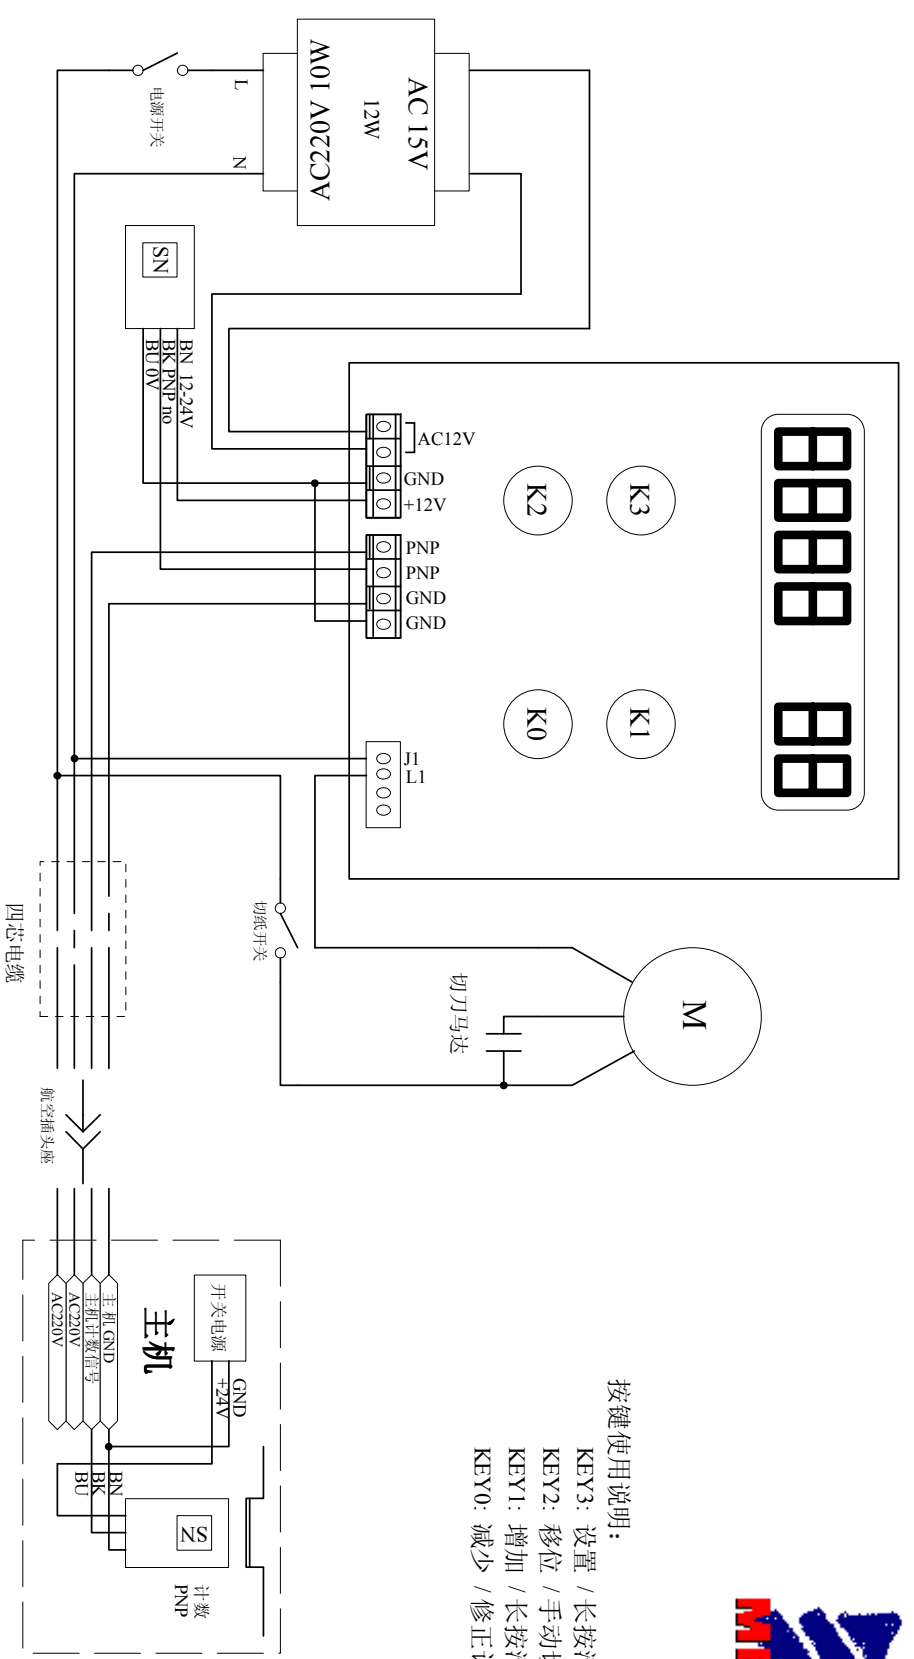 AC220V 10W
12W
AC 15V
L
N
电源开关
SN
BN 12-24V
BK PNP no
BU 0V
AC12V
GND
+12V
PNP
PNP
GND
GND
J1
L1
K3
K2
K1
K0
M
切刀马达
切纸开关
四芯电缆
航空插头座
主机
开关电源
GND
+24V
主机 GND
主机计数信号
AC220V
AC220V
BN
BK
BU
SN
计数
PNP
按键使用说明:
KEY3: 设置 / 长按
KEY2: 移位 / 手动
KEY1: 增加 / 长按
KEY0: 减少 / 修正